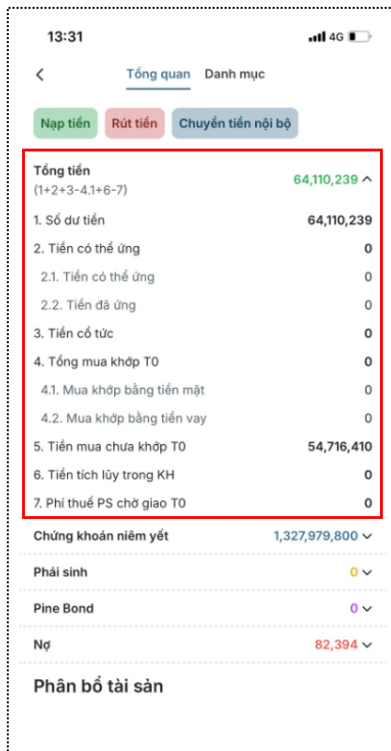 13:31 4G
Tổng quan Danh mục
Nạp tiền Rút tiền Chuyển tiền nội bộ
Tổng tiền
(1+2+3-4.1+6-7) 64,110,239
1. Số dư tiền 64,110,239
2. Tiền có thể ứng 0
2.1. Tiền có thể ứng 0
2.2. Tiền đã ứng 0
3. Tiền cổ tức 0
4. Tổng mua khớp T0 0
4.1. Mua khớp bằng tiền mặt 0
4.2. Mua khớp bằng tiền vay 0
5. Tiền mua chưa khớp T0 54,716,410
6. Tiền tích lũy trong KH 0
7. Phí thuế PS chờ giao T0 0
Chứng khoán niêm yết 1,327,979,800
Phái sinh 0
Pine Bond 0
Nợ 82,394
Phân bổ tài sản